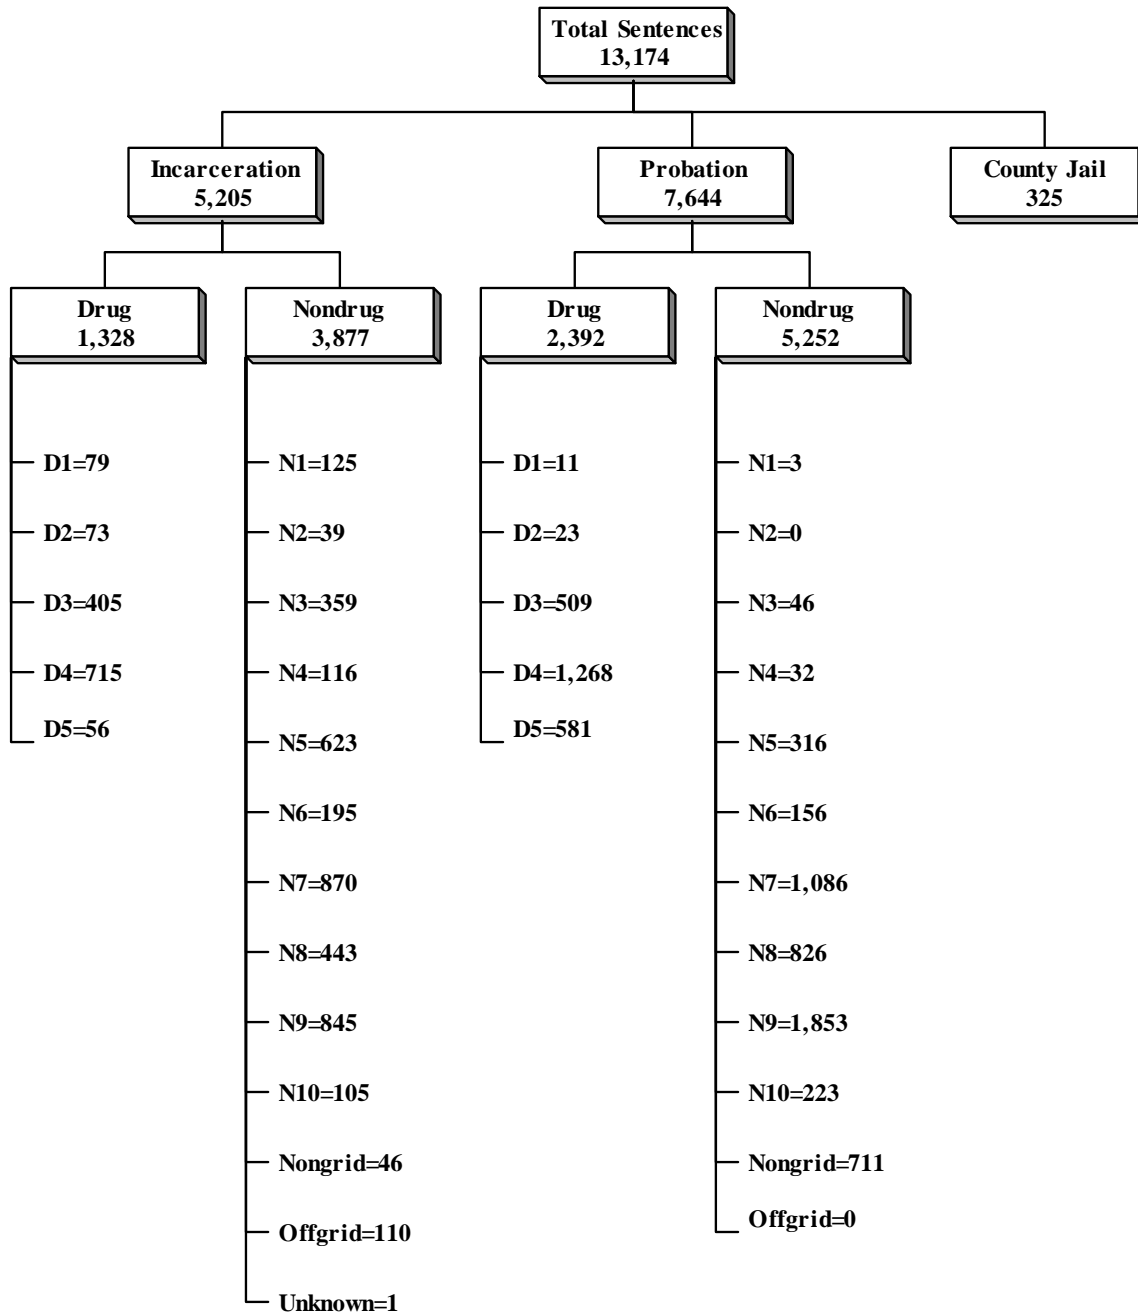 Total Sentences
13,174
Incarceration
5,205
Probation
7,644
County Jail
325
Drug
1,328
Nondrug
3,877
Drug
2,392
Nondrug
5,252
D1=79
D2=73
D3=405
D4=715
D5=56
N1=125
N2=39
N3=359
N4=116
N5=623
N6=195
N7=870
N8=443
N9=845
N10=105
Nongrid=46
Offgrid=110
Unknown=1
D1=11
D2=23
D3=509
D4=1,268
D5=581
N1=3
N2=0
N3=46
N4=32
N5=316
N6=156
N7=1,086
N8=826
N9=1,853
N10=223
Nongrid=711
Offgrid=0